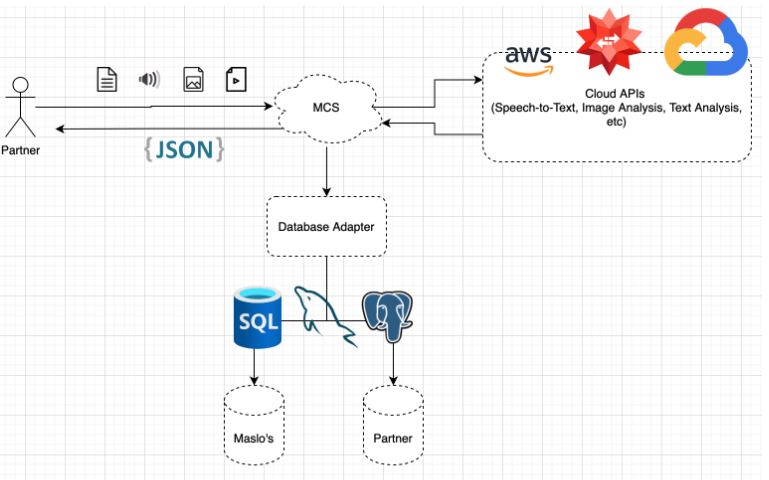 aws
MCS
Cloud APIs
(Speech-to-Text, Image Analysis, Text Analysis,
etc)
Partner
{JSON}
Database Adapter
SQL
Maslo's
Partner